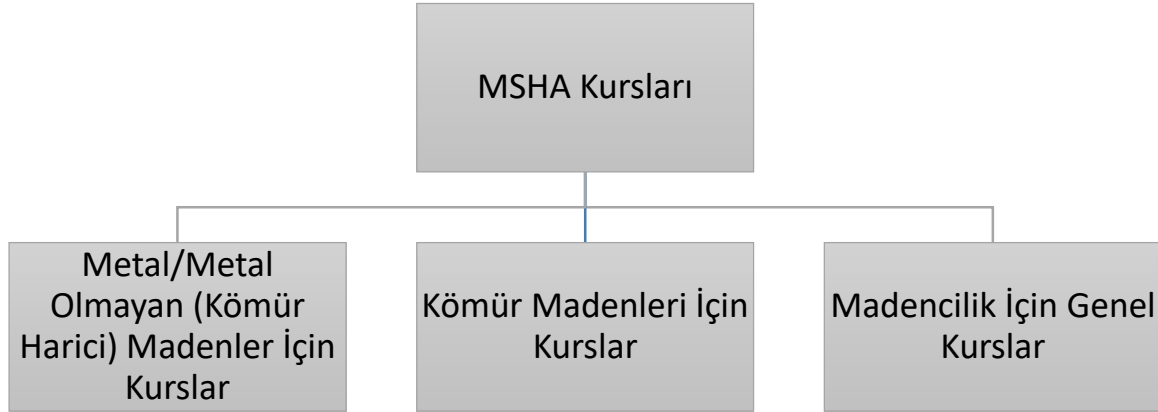 MSHA Kursları
Metal/Metal
Olmayan (Kömür
Harici) Madenler İçin
Kurslar
Kömür Madenleri İçin
Kurslar
Madencilik İçin Genel
Kurslar